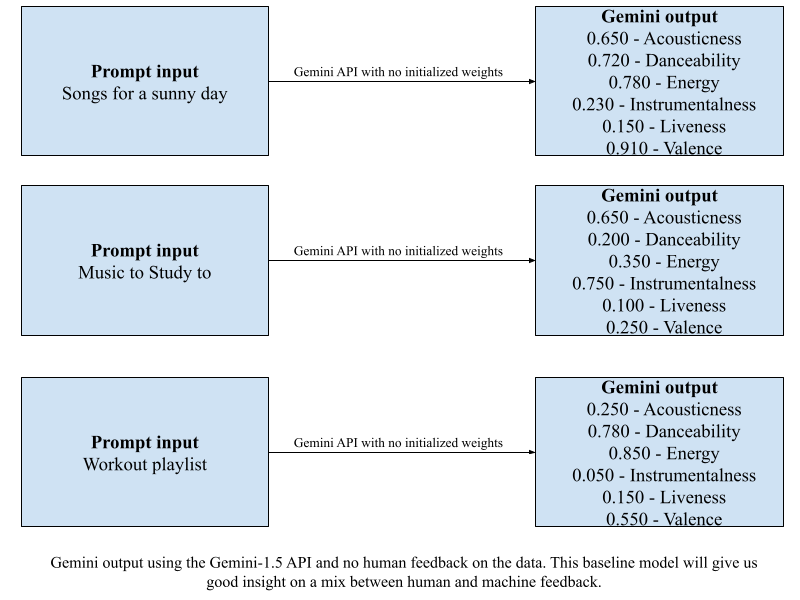 Prompt input
Songs for a sunny day
Gemini API with no initialized weights
Gemini output
0.650 - Acousticness
0.720 - Danceability
0.780 - Energy
0.230 - Instrumentalness
0.150 - Liveness
0.910 - Valence
Prompt input
Music to Study to
Gemini API with no initialized weights
Gemini output
0.650 - Acousticness
0.200 - Danceability
0.350 - Energy
0.750 - Instrumentalness
0.100 - Liveness
0.250 - Valence
Prompt input
Workout playlist
Gemini API with no initialized weights
Gemini output
0.250 - Acousticness
0.780 - Danceability
0.850 - Energy
0.050 - Instrumentalness
0.150 - Liveness
0.550 - Valence
Gemini output using the Gemini-1.5 API and no human feedback on the data. This baseline model will give us
good insight on a mix between human and machine feedback.